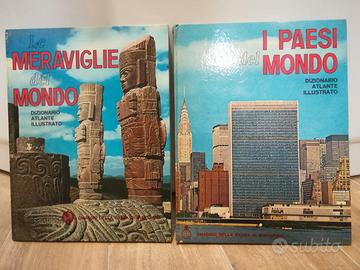 Le
MERAVIGLIE
del
MONDO
DIZIONARIO
ATLANTE
ILLUSTRATO
I PAESI
del
MONDO
DIZIONARIO
ATLANTE
ILLUSTRATO
subito